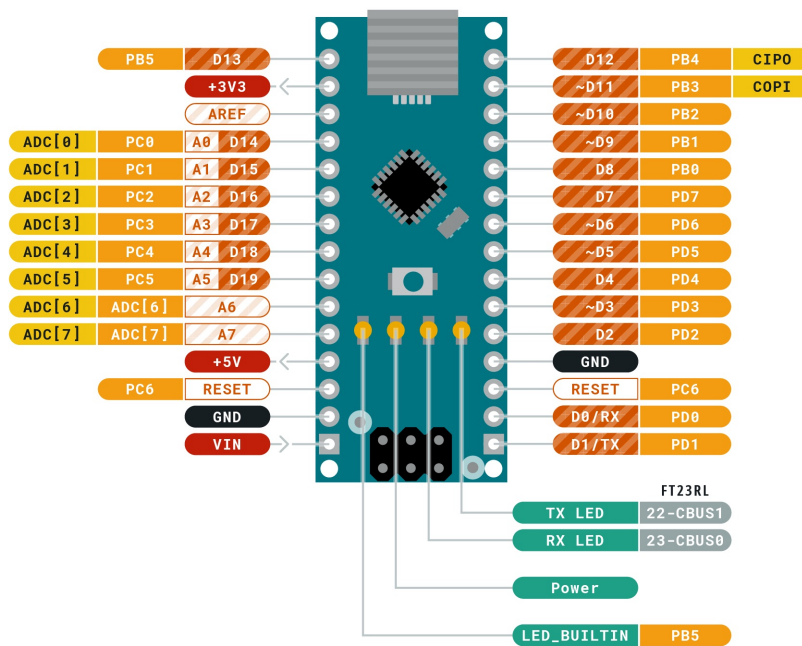 PB5 D13 D12 PB4 CIPO
+3V3 ~D11 PB3 COPI
AREF ~D10 PB2
ADC[0] PC0 A0 D14 ~D9 PB1
ADC[1] PC1 A1 D15 D8 PB0
ADC[2] PC2 A2 D16 D7 PD7
ADC[3] PC3 A3 D17 ~D6 PD6
ADC[4] PC4 A4 D18 ~D5 PD5
ADC[5] PC5 A5 D19 D4 PD4
ADC[6] ADC[6] A6 ~D3 PD3
ADC[7] ADC[7] A7 D2 PD2
+5V GND
PC6 RESET RESET PC6
GND D0/RX PD0
VIN D1/TX PD1
FT23RL
TX LED 22-CBUS1
RX LED 23-CBUS0
Power
LED_BUILTIN PB5